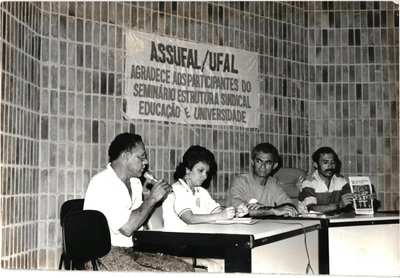 ASSUFAL/UFAL
AGRADECE AOS PARTICIPANTES DO
SEMINÁRIO ESTRUTURA SINDICAL
EDUCAÇÃO E UNIVERSIDADE